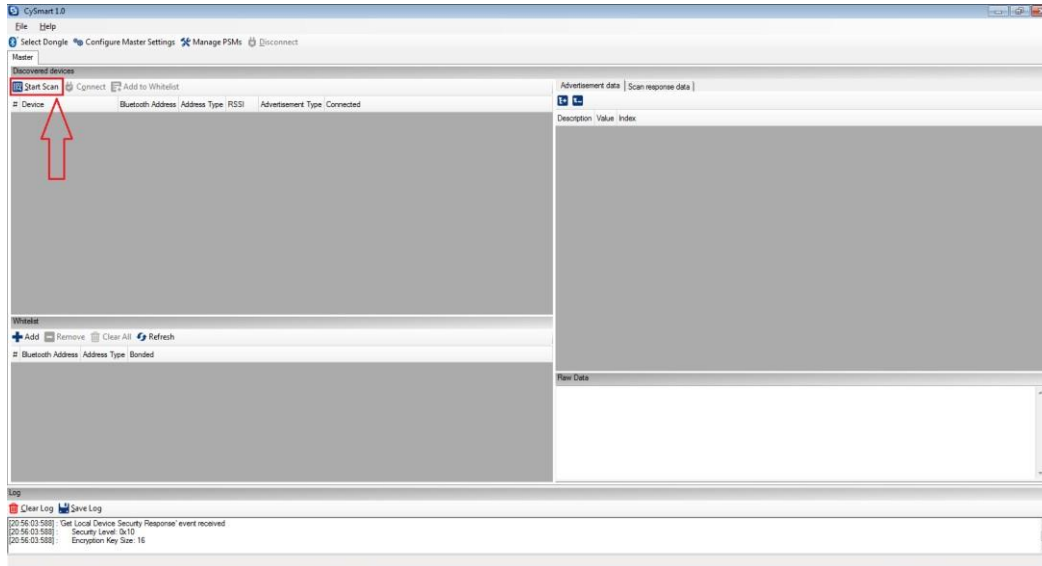 CySmart 1.0
File Help
Select Dongle Configure Master Settings Manage PSMs Disconnect
Master
Discovered devices
Start Scan Connect Add to Whitelist
# Device Bluetooth Address Address Type RSSI Advertisement Type Connected
Advertisement data Scan response data
Description Value Index
Whitelist
Add Remove Clear All Refresh
# Bluetooth Address Address Type Bonded
Raw Data
Log
Clear Log Save Log
[20:56:03:588] : 'Get Local Device Security Response' event received
[20:56:03:588] : Security Level: 0x10
[20:56:03:588] : Encryption Key Size: 16